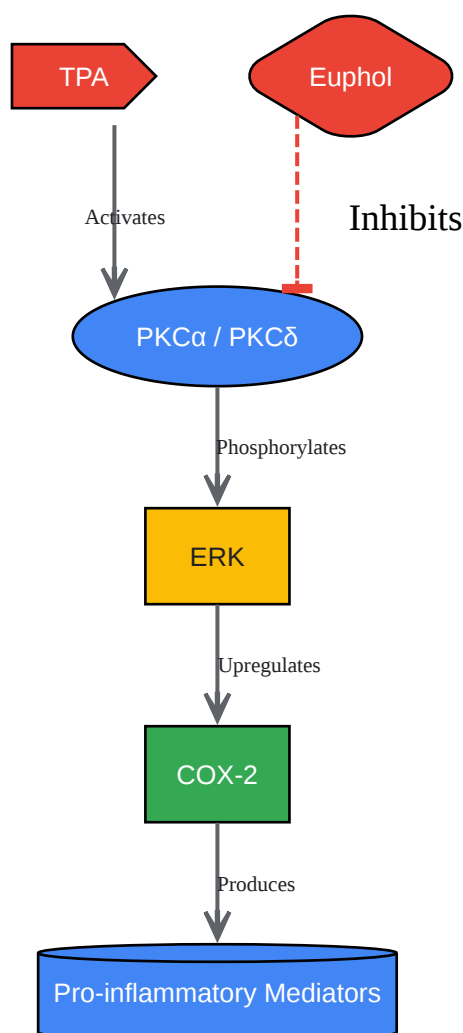 TPA
Euphol
Activates
Inhibits
PKCα / PKCδ
Phosphorylates
ERK
Upregulates
COX-2
Produces
Pro-inflammatory Mediators